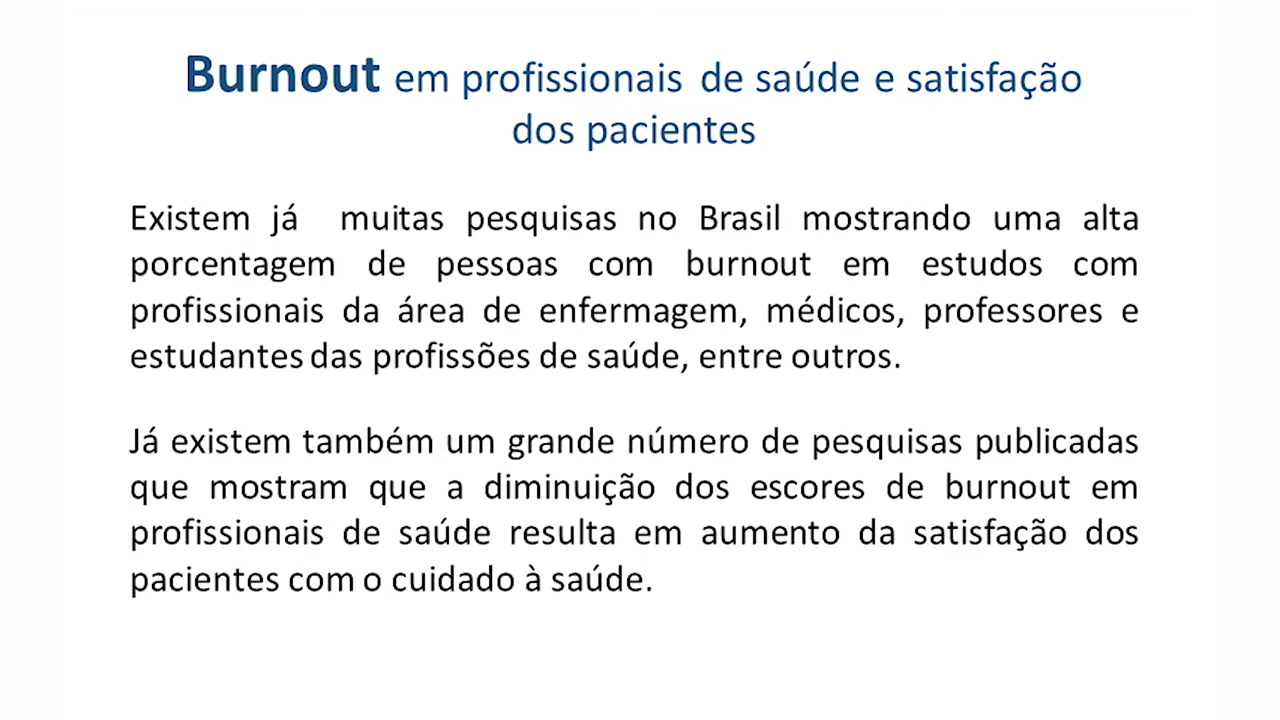 Burnout em profissionais de saúde e satisfação
dos pacientes
Existem já muitas pesquisas no Brasil mostrando uma alta
porcentagem de pessoas com burnout em estudos com
profissionais da área de enfermagem, médicos, professores e
estudantes das profissões de saúde, entre outros.
Já existem também um grande número de pesquisas publicadas
que mostram que a diminuição dos escores de burnout em
profissionais de saúde resulta em aumento da satisfação dos
pacientes com o cuidado à saúde.